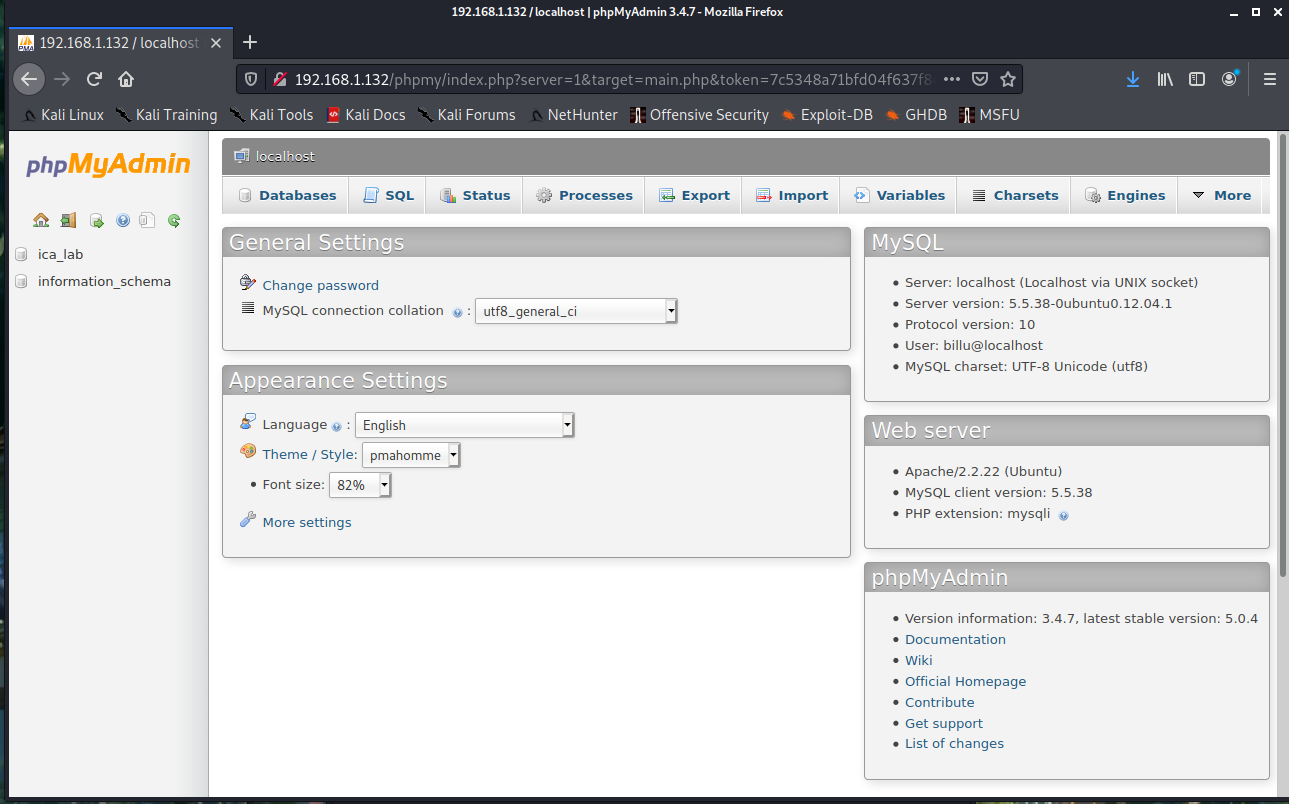 192.168.1.132 / localhost | phpMyAdmin 3.4.7 - Mozilla Firefox
192.168.1.132 / localhost
192.168.1.132/phpmy/index.php?server=1&target=main.php&token=7c5348a71bfd04f637f8
Kali Linux Kali Training Kali Tools Kali Docs Kali Forums NetHunter Offensive Security Exploit-DB GHDB MSFU
phpMyAdmin
ica_lab
information_schema
localhost
Databases SQL Status Processes Export Import Variables Charsets Engines More
General Settings
Change password
MySQL connection collation : utf8_general_ci
Appearance Settings
Language : English
Theme / Style: pmahomme
• Font size: 82%
More settings
MySQL
• Server: localhost (Localhost via UNIX socket)
• Server version: 5.5.38-0ubuntu0.12.04.1
• Protocol version: 10
• User: billu@localhost
• MySQL charset: UTF-8 Unicode (utf8)
Web server
• Apache/2.2.22 (Ubuntu)
• MySQL client version: 5.5.38
• PHP extension: mysqli
phpMyAdmin
• Version information: 3.4.7, latest stable version: 5.0.4
• Documentation
• Wiki
• Official Homepage
• Contribute
• Get support
• List of changes